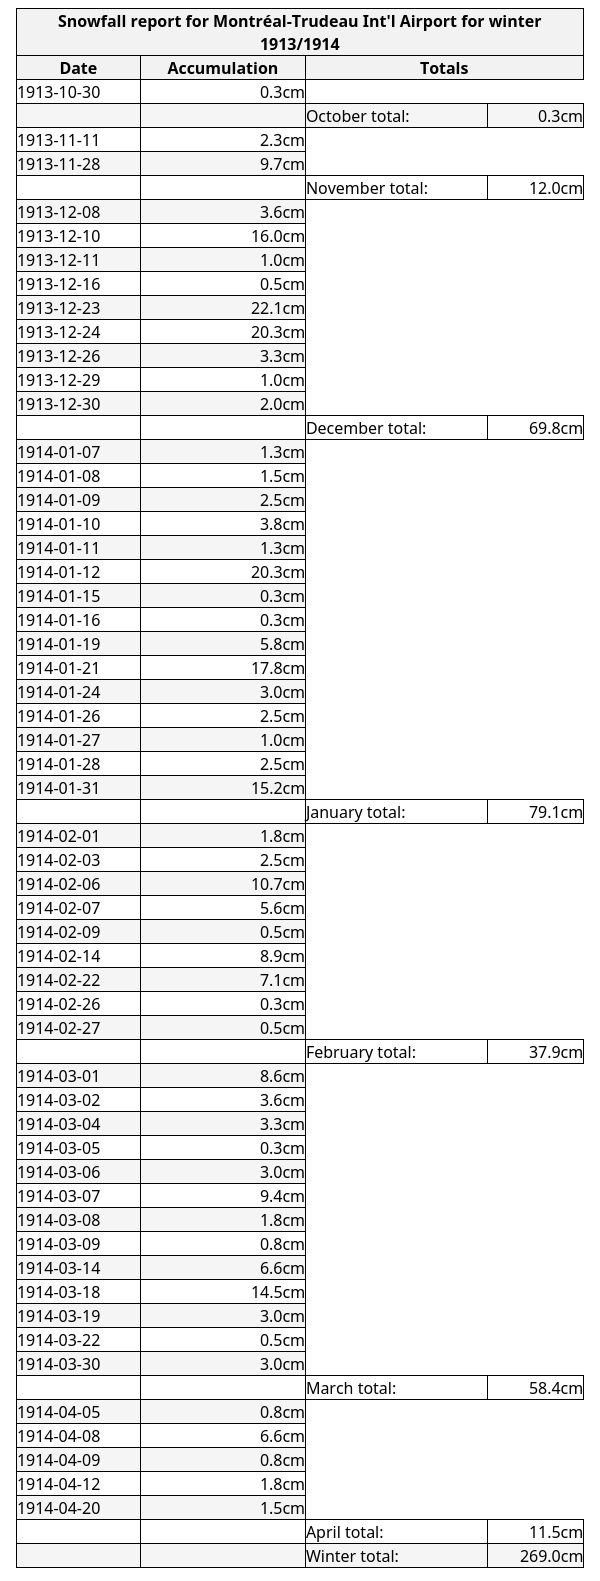 Snowfall report for Montréal-Trudeau Int'l Airport for winter
1913/1914
Date Accumulation Totals
1913-10-30 0.3cm
October total: 0.3cm
1913-11-11 2.3cm
1913-11-28 9.7cm
November total: 12.0cm
1913-12-08 3.6cm
1913-12-10 16.0cm
1913-12-11 1.0cm
1913-12-16 0.5cm
1913-12-23 22.1cm
1913-12-24 20.3cm
1913-12-26 3.3cm
1913-12-29 1.0cm
1913-12-30 2.0cm
December total: 69.8cm
1914-01-07 1.3cm
1914-01-08 1.5cm
1914-01-09 2.5cm
1914-01-10 3.8cm
1914-01-11 1.3cm
1914-01-12 20.3cm
1914-01-15 0.3cm
1914-01-16 0.3cm
1914-01-19 5.8cm
1914-01-21 17.8cm
1914-01-24 3.0cm
1914-01-26 2.5cm
1914-01-27 1.0cm
1914-01-28 2.5cm
1914-01-31 15.2cm
January total: 79.1cm
1914-02-01 1.8cm
1914-02-03 2.5cm
1914-02-06 10.7cm
1914-02-07 5.6cm
1914-02-09 0.5cm
1914-02-14 8.9cm
1914-02-22 7.1cm
1914-02-26 0.3cm
1914-02-27 0.5cm
February total: 37.9cm
1914-03-01 8.6cm
1914-03-02 3.6cm
1914-03-04 3.3cm
1914-03-05 0.3cm
1914-03-06 3.0cm
1914-03-07 9.4cm
1914-03-08 1.8cm
1914-03-09 0.8cm
1914-03-14 6.6cm
1914-03-18 14.5cm
1914-03-19 3.0cm
1914-03-22 0.5cm
1914-03-30 3.0cm
March total: 58.4cm
1914-04-05 0.8cm
1914-04-08 6.6cm
1914-04-09 0.8cm
1914-04-12 1.8cm
1914-04-20 1.5cm
April total: 11.5cm
Winter total: 269.0cm